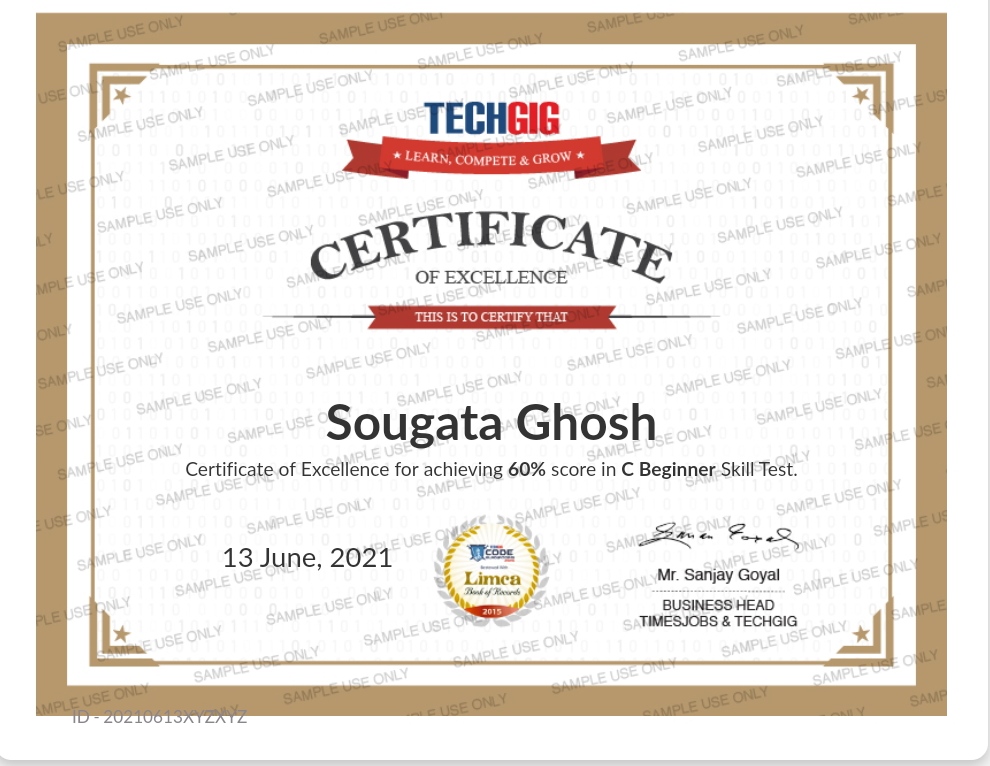 TECHGIG
★ LEARN, COMPETE & GROW ★
CERTIFICATE
OF EXCELLENCE
THIS IS TO CERTIFY THAT
Sougata Ghosh
Certificate of Excellence for achieving 60% score in C Beginner Skill Test.
13 June, 2021
CODE
Limca
Book of Records
2015
Mr. Sanjay Goyal
BUSINESS HEAD
TIMESJOBS & TECHGIG
ID - 20210613XYZXYZ
SAMPLE USE ONLY